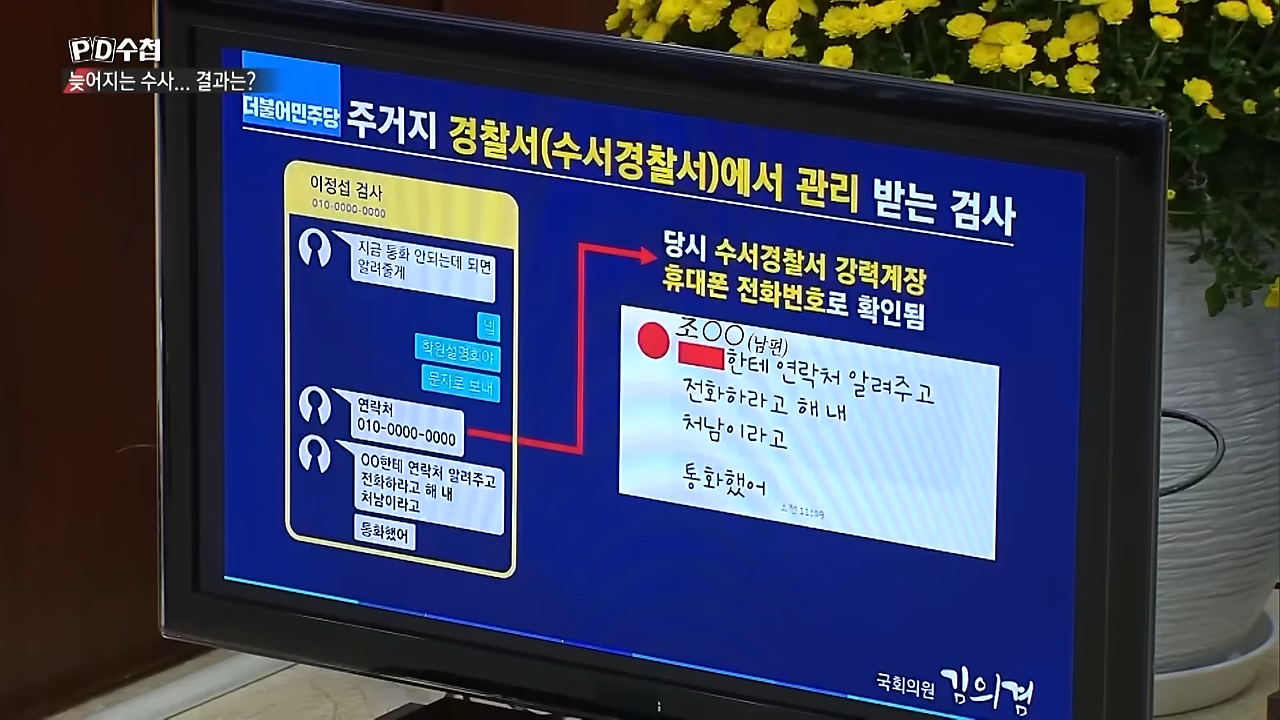 PD수첩
늦어지는 수사... 결과는?
더불어민주당
주거지 경찰서(수서경찰서)에서 관리 받는 검사
이정섭 검사
010-0000-0000
지금 통화 안되는데 되면
알려줄게
넵
학원설명회야
문자로 보내
연락처
010-0000-0000
OO한테 연락처 알려주고
전화하라고 해 내
처남이라고
통화했어
당시 수서경찰서 강력계장
휴대폰 전화번호로 확인됨
조○○(남편)
한테 연락처 알려주고
전화하라고 해 내
처남이라고
통화했어
오전 11:09
국회의원 김의겸